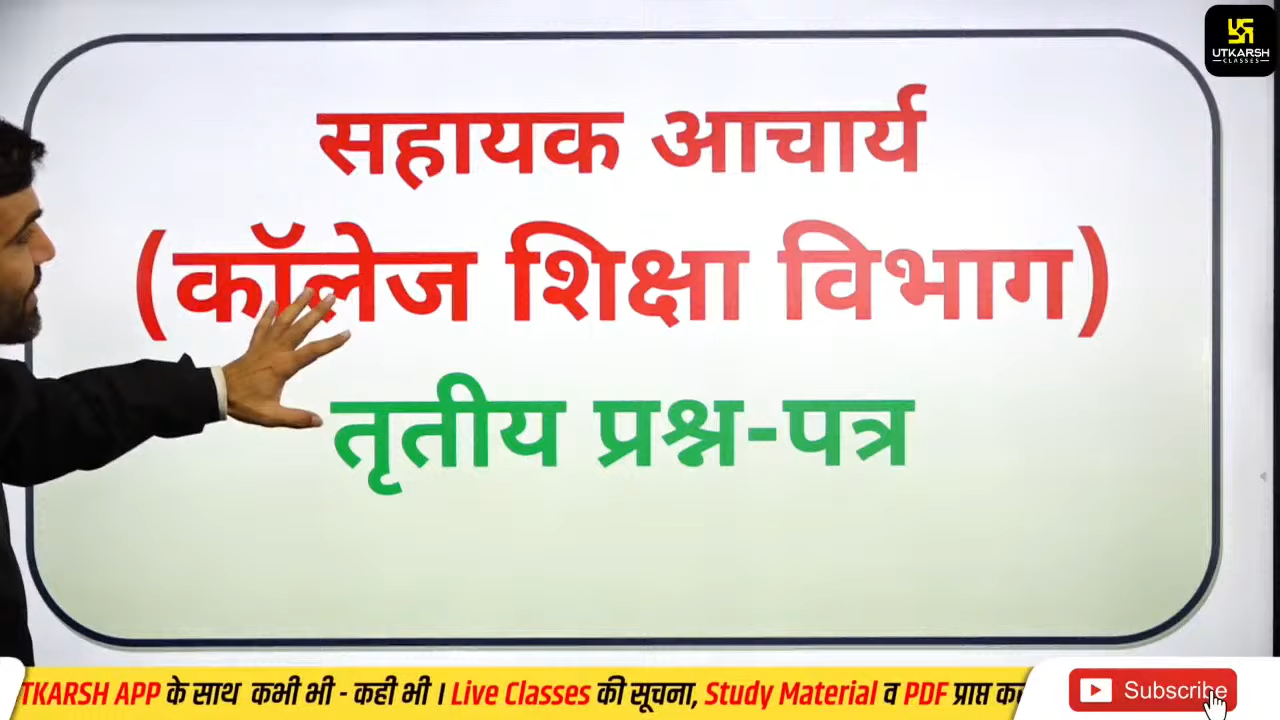 UTKARSH
CLASSES
सहायक आचार्य
(कॉलेज शिक्षा विभाग)
तृतीय प्रश्न-पत्र
TKARSH APP के साथ कभी भी - कही भी । Live Classes की सूचना, Study Material व PDF प्राप्त
Subscribe